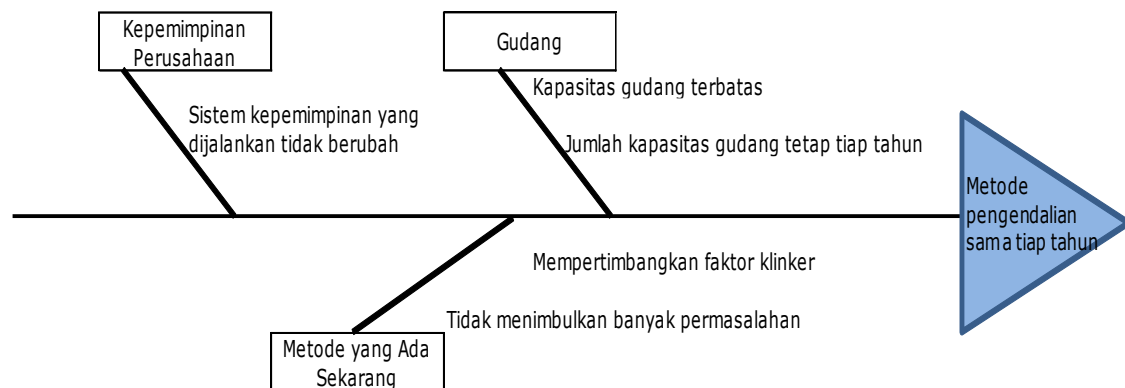 Kepemimpinan
Perusahaan
Gudang
Kapasitas gudang terbatas
Sistem kepemimpinan yang
dijalankan tidak berubah
Jumlah kapasitas gudang tetap tiap tahun
Metode
pengendalian
sama tiap tahun
Mempertimbangkan faktor klinker
Tidak menimbulkan banyak permasalahan
Metode yang Ada
Sekarang